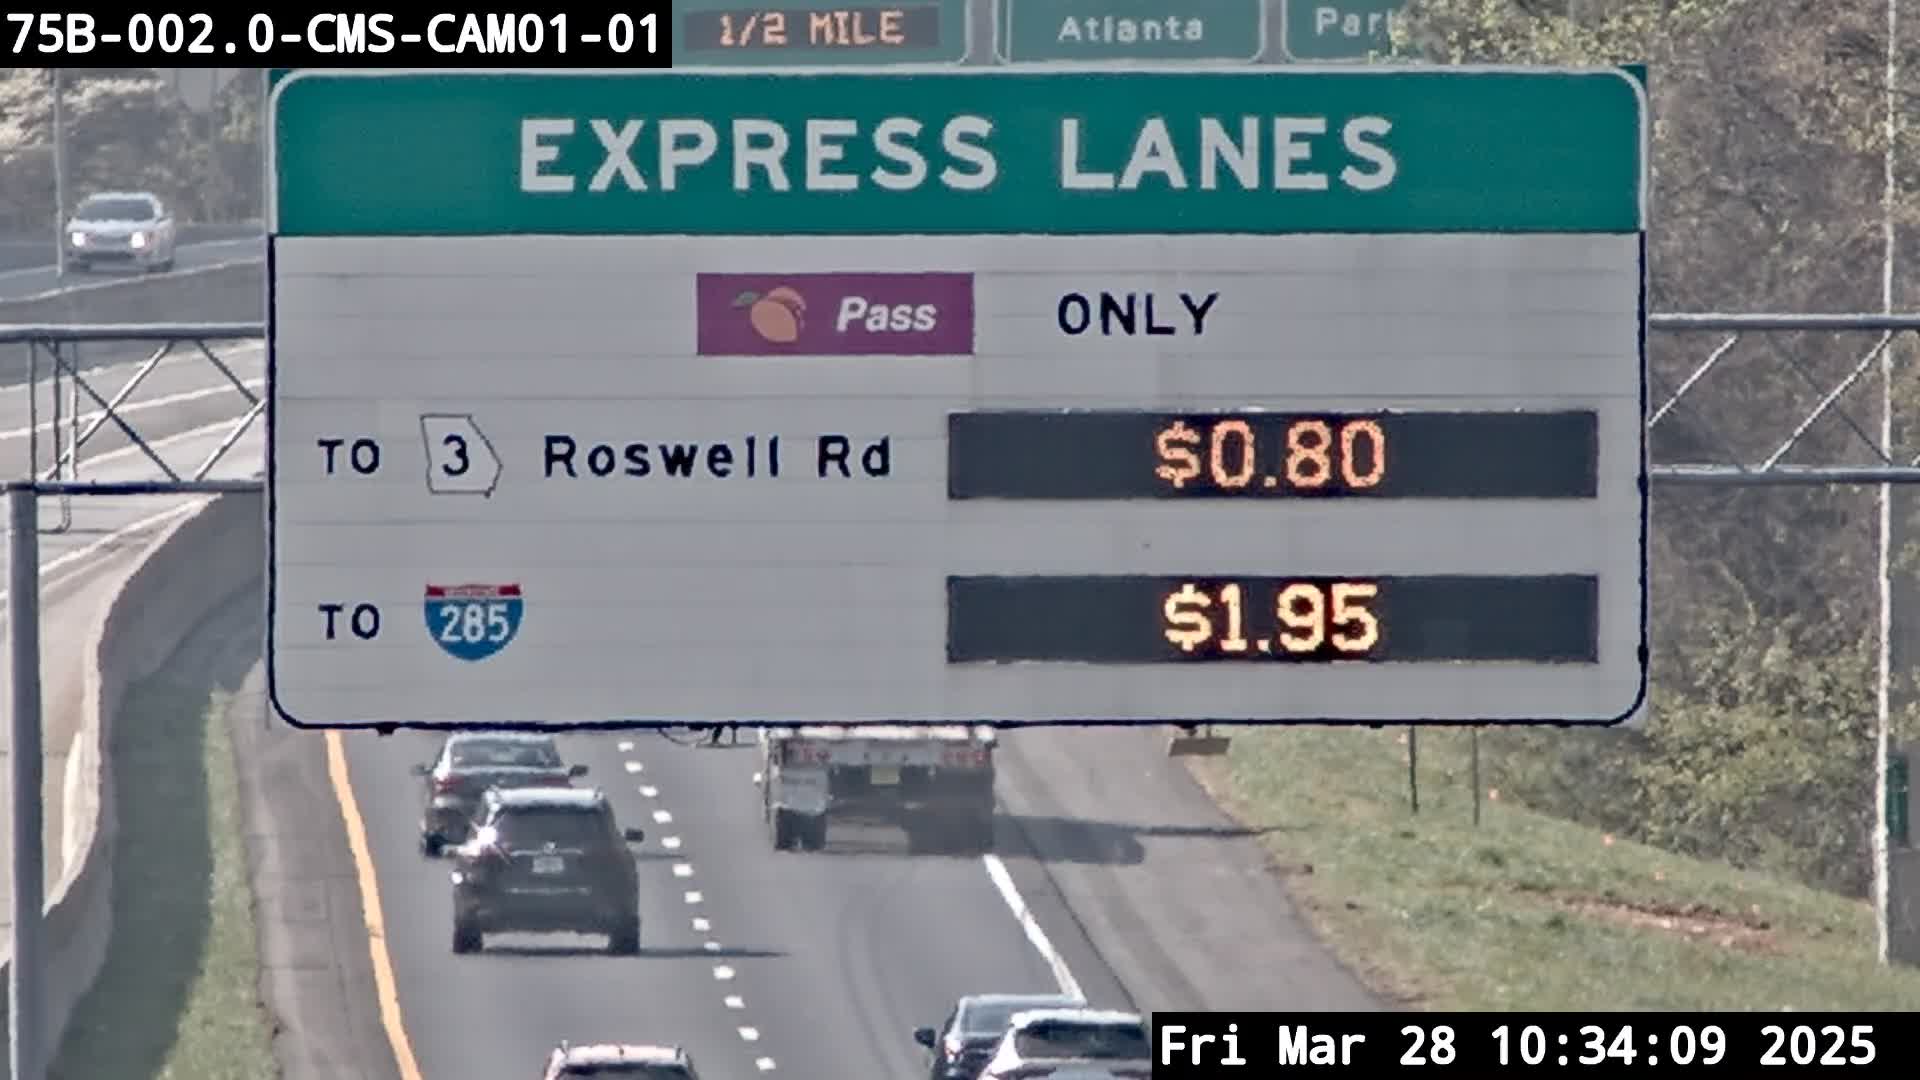 75B-002.0-CMS-CAM01-01
1/2 MILE
Atlanta
EXPRESS LANES
Pass ONLY
TO 3 Roswell Rd $0.80
TO 285 $1.95
Fri Mar 28 10:34:09 2025